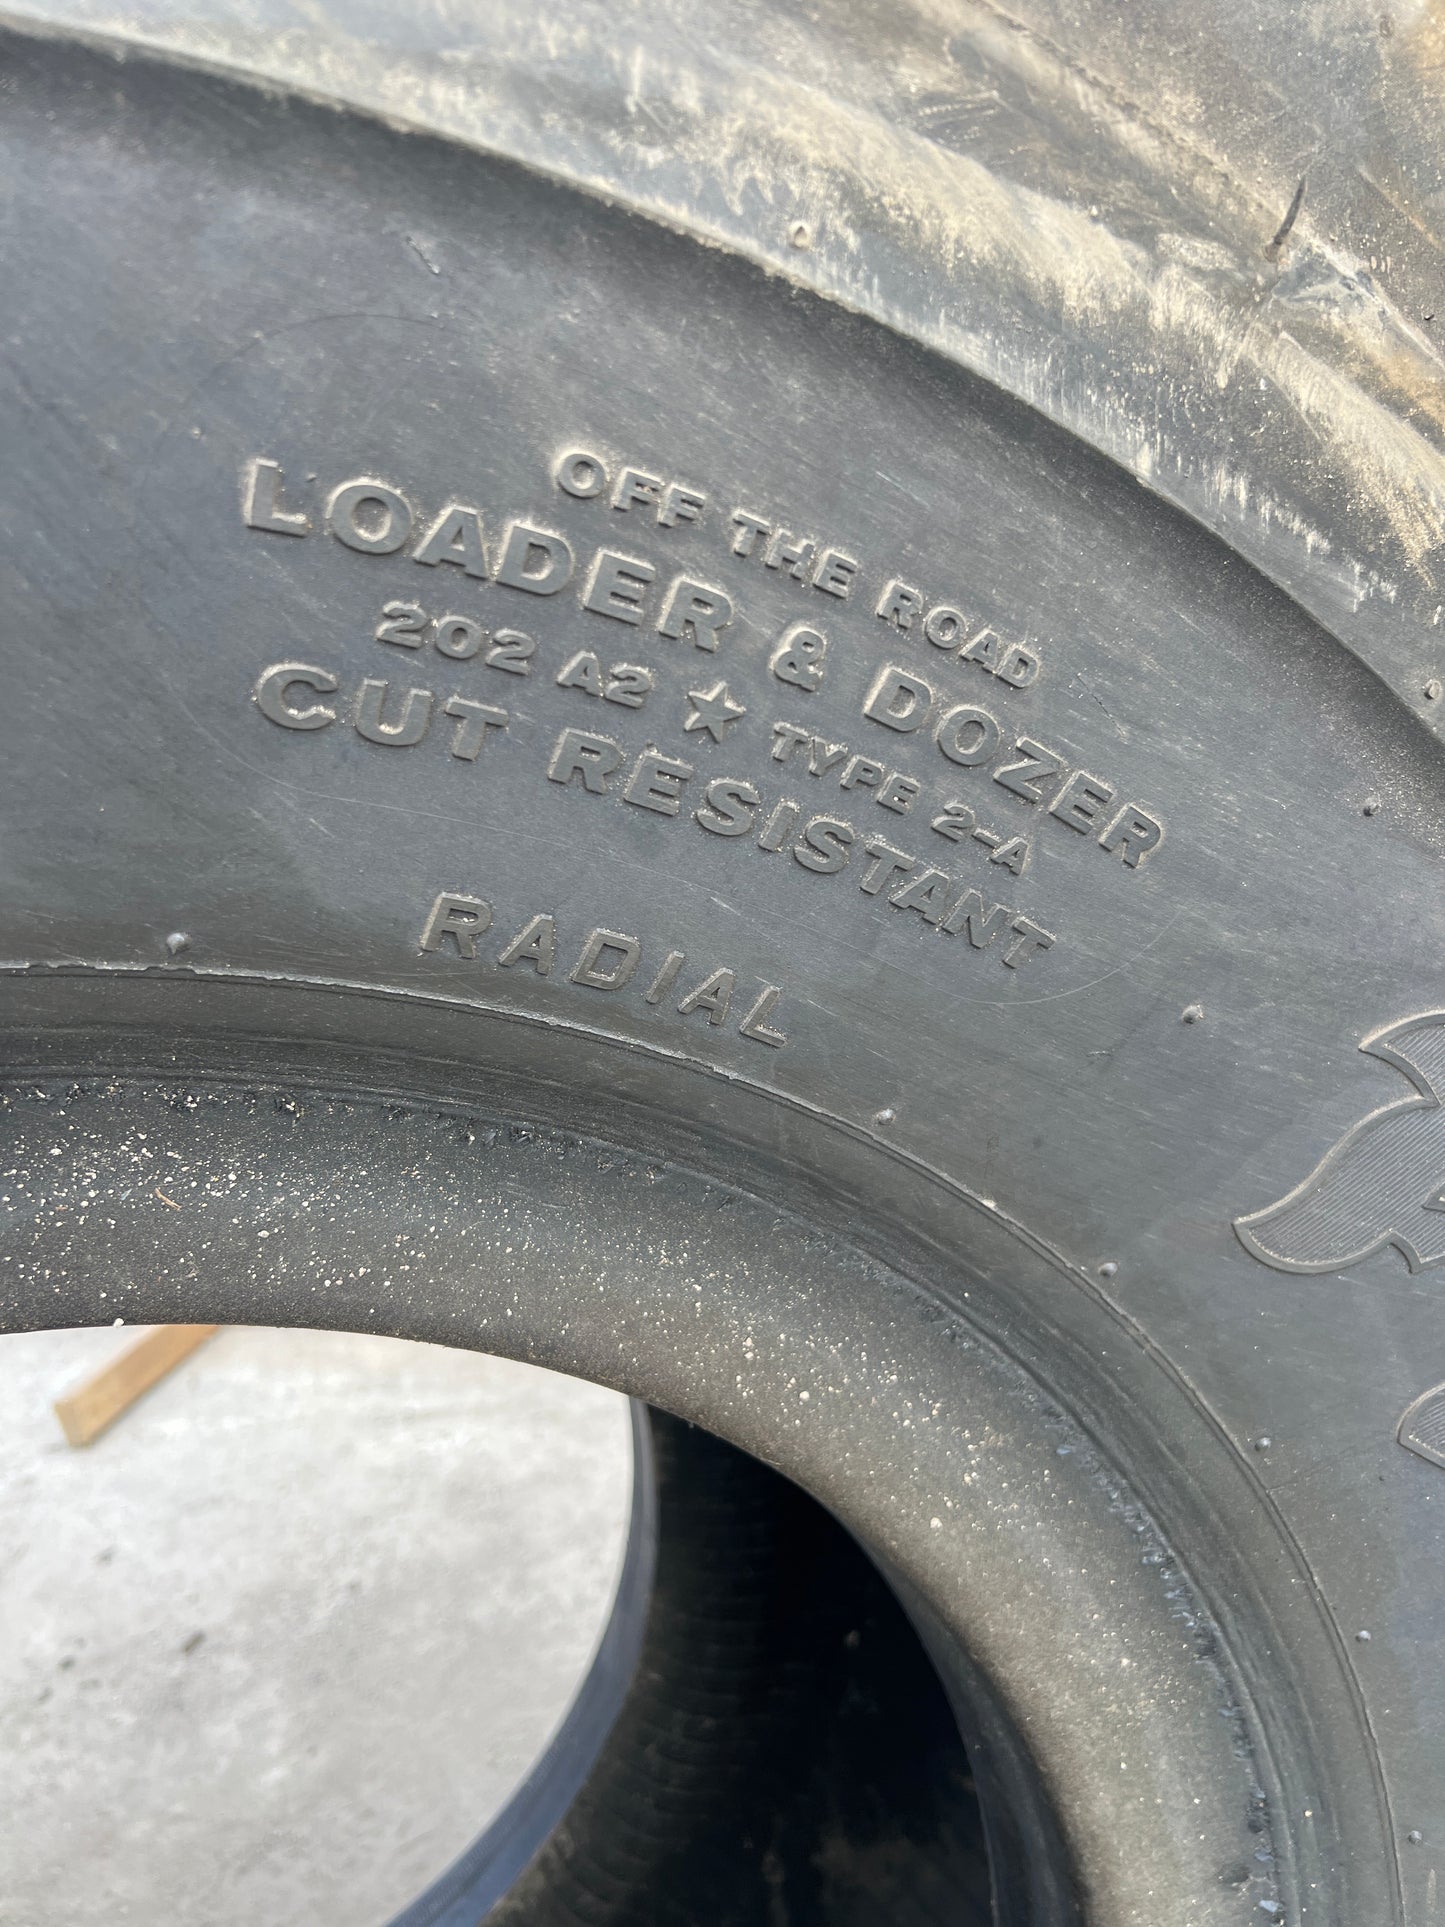 OFF THE ROAD
LOADER & DOZER
202 A2 ★ TYPE 2-A
CUT RESISTANT
RADIAL